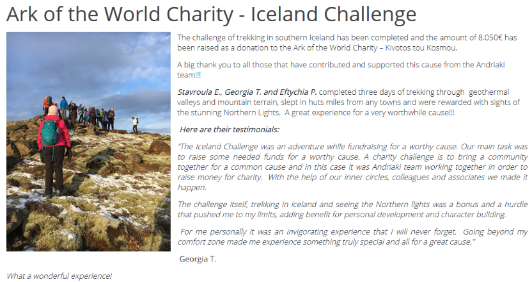 Ark of the World Charity - Iceland Challenge
The challenge of trekking in southern Iceland has been completed and the amount of 8.050€ has
been raised as a donation to the Ark of the World Charity – Kivotos tou Kosmou.
A big thank you to all those that have contributed and supported this cause from the Andriaki
team!!!
Stavroula E., Georgia T. and Eftychia P. completed three days of trekking through geothermal
valleys and mountain terrain, slept in huts miles from any towns and were rewarded with sights of
the stunning Northern Lights. A great experience for a very worthwhile cause!!!
Here are their testimonials:
“The Iceland Challenge was an adventure while fundraising for a worthy cause. Our main task was
to raise some needed funds for a worthy cause. A charity challenge is to bring a community
together for a common cause and in this case it was Andriaki team working together in order to
raise money for charity. With the help of our inner circles, colleagues and associates we made it
happen.
The challenge itself, trekking in Iceland and seeing the Northern lights was a bonus and a hurdle
that pushed me to my limits, adding benefit for personal development and character building.
For me personally it was an invigorating experience that I will never forget. Going beyond my
comfort zone made me experience something truly special and all for a great cause.”
Georgia T.
What a wonderful experience!